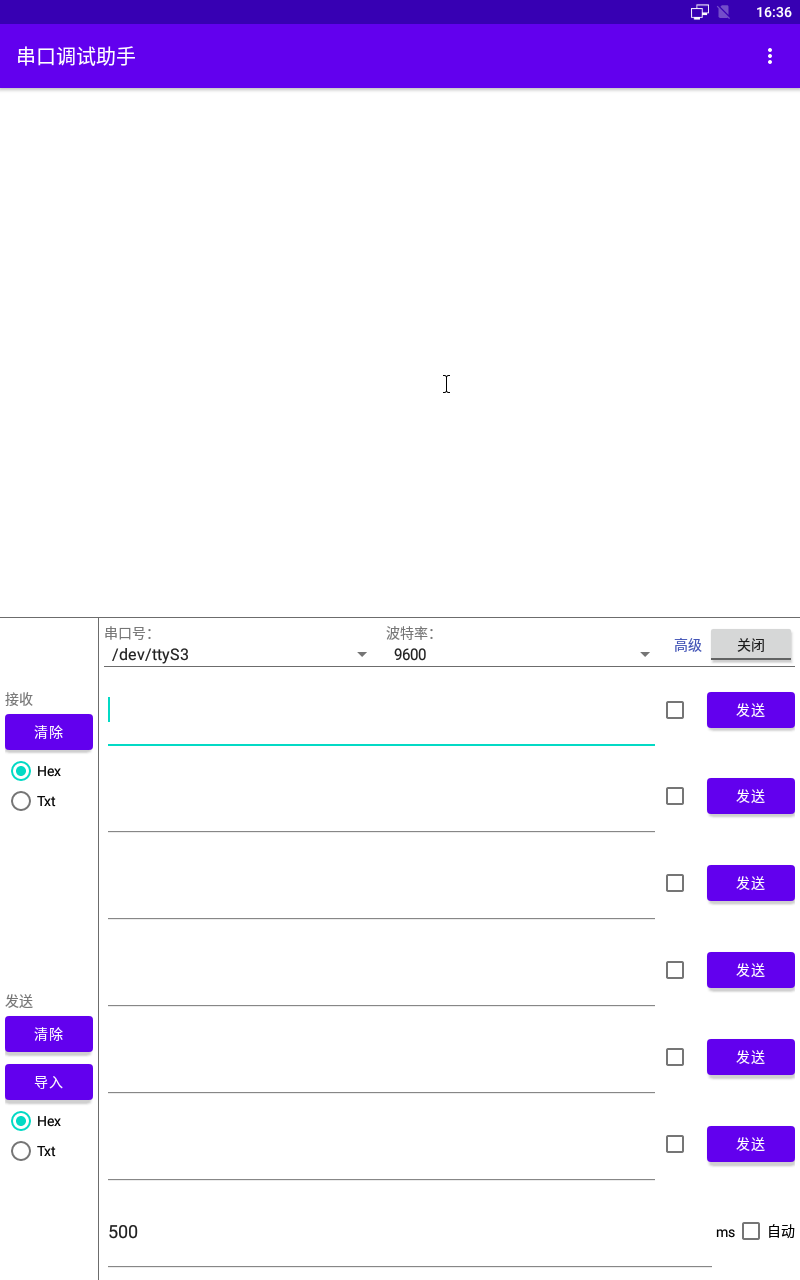 16:36
串口调试助手
串口号:
波特率:
/dev/ttyS3
9600
高级
关闭
接收
清除
Hex
Txt
发送
发送
发送
发送
发送
清除
导入
发送
Hex
Txt
发送
500
ms
自动